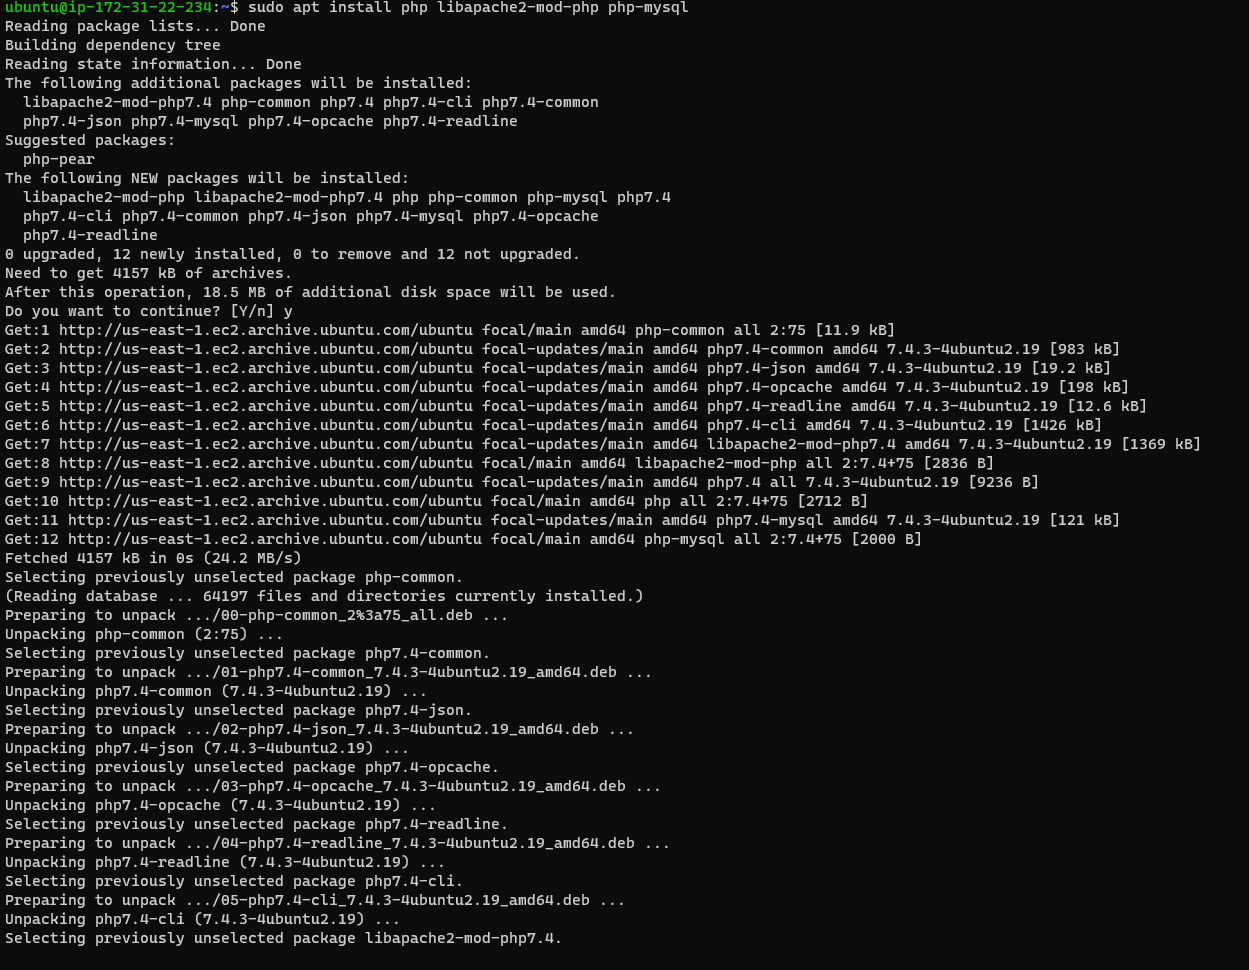 ubuntu@ip-172-31-22-234:~$ sudo apt install php libapache2-mod-php php-mysql
Reading package lists... Done
Building dependency tree
Reading state information... Done
The following additional packages will be installed:
  libapache2-mod-php7.4 php-common php7.4 php7.4-cli php7.4-common
  php7.4-json php7.4-mysql php7.4-opcache php7.4-readline
Suggested packages:
  php-pear
The following NEW packages will be installed:
  libapache2-mod-php libapache2-mod-php7.4 php php-common php-mysql php7.4
  php7.4-cli php7.4-common php7.4-json php7.4-mysql php7.4-opcache
  php7.4-readline
0 upgraded, 12 newly installed, 0 to remove and 12 not upgraded.
Need to get 4157 kB of archives.
After this operation, 18.5 MB of additional disk space will be used.
Do you want to continue? [Y/n] y
Get:1 http://us-east-1.ec2.archive.ubuntu.com/ubuntu focal/main amd64 php-common all 2:75 [11.9 kB]
Get:2 http://us-east-1.ec2.archive.ubuntu.com/ubuntu focal-updates/main amd64 php7.4-common amd64 7.4.3-4ubuntu2.19 [983 kB]
Get:3 http://us-east-1.ec2.archive.ubuntu.com/ubuntu focal-updates/main amd64 php7.4-json amd64 7.4.3-4ubuntu2.19 [19.2 kB]
Get:4 http://us-east-1.ec2.archive.ubuntu.com/ubuntu focal-updates/main amd64 php7.4-opcache amd64 7.4.3-4ubuntu2.19 [198 kB]
Get:5 http://us-east-1.ec2.archive.ubuntu.com/ubuntu focal-updates/main amd64 php7.4-readline amd64 7.4.3-4ubuntu2.19 [12.6 kB]
Get:6 http://us-east-1.ec2.archive.ubuntu.com/ubuntu focal-updates/main amd64 php7.4-cli amd64 7.4.3-4ubuntu2.19 [1426 kB]
Get:7 http://us-east-1.ec2.archive.ubuntu.com/ubuntu focal-updates/main amd64 libapache2-mod-php7.4 amd64 7.4.3-4ubuntu2.19 [1369 kB]
Get:8 http://us-east-1.ec2.archive.ubuntu.com/ubuntu focal/main amd64 libapache2-mod-php all 2:7.4+75 [2836 B]
Get:9 http://us-east-1.ec2.archive.ubuntu.com/ubuntu focal-updates/main amd64 php7.4 all 7.4.3-4ubuntu2.19 [9236 B]
Get:10 http://us-east-1.ec2.archive.ubuntu.com/ubuntu focal/main amd64 php all 2:7.4+75 [2712 B]
Get:11 http://us-east-1.ec2.archive.ubuntu.com/ubuntu focal-updates/main amd64 php7.4-mysql amd64 7.4.3-4ubuntu2.19 [121 kB]
Get:12 http://us-east-1.ec2.archive.ubuntu.com/ubuntu focal/main amd64 php-mysql all 2:7.4+75 [2000 B]
Fetched 4157 kB in 0s (24.2 MB/s)
Selecting previously unselected package php-common.
(Reading database ... 64197 files and directories currently installed.)
Preparing to unpack .../00-php-common_2%3a75_all.deb ...
Unpacking php-common (2:75) ...
Selecting previously unselected package php7.4-common.
Preparing to unpack .../01-php7.4-common_7.4.3-4ubuntu2.19_amd64.deb ...
Unpacking php7.4-common (7.4.3-4ubuntu2.19) ...
Selecting previously unselected package php7.4-json.
Preparing to unpack .../02-php7.4-json_7.4.3-4ubuntu2.19_amd64.deb ...
Unpacking php7.4-json (7.4.3-4ubuntu2.19) ...
Selecting previously unselected package php7.4-opcache.
Preparing to unpack .../03-php7.4-opcache_7.4.3-4ubuntu2.19_amd64.deb ...
Unpacking php7.4-opcache (7.4.3-4ubuntu2.19) ...
Selecting previously unselected package php7.4-readline.
Preparing to unpack .../04-php7.4-readline_7.4.3-4ubuntu2.19_amd64.deb ...
Unpacking php7.4-readline (7.4.3-4ubuntu2.19) ...
Selecting previously unselected package php7.4-cli.
Preparing to unpack .../05-php7.4-cli_7.4.3-4ubuntu2.19_amd64.deb ...
Unpacking php7.4-cli (7.4.3-4ubuntu2.19) ...
Selecting previously unselected package libapache2-mod-php7.4.